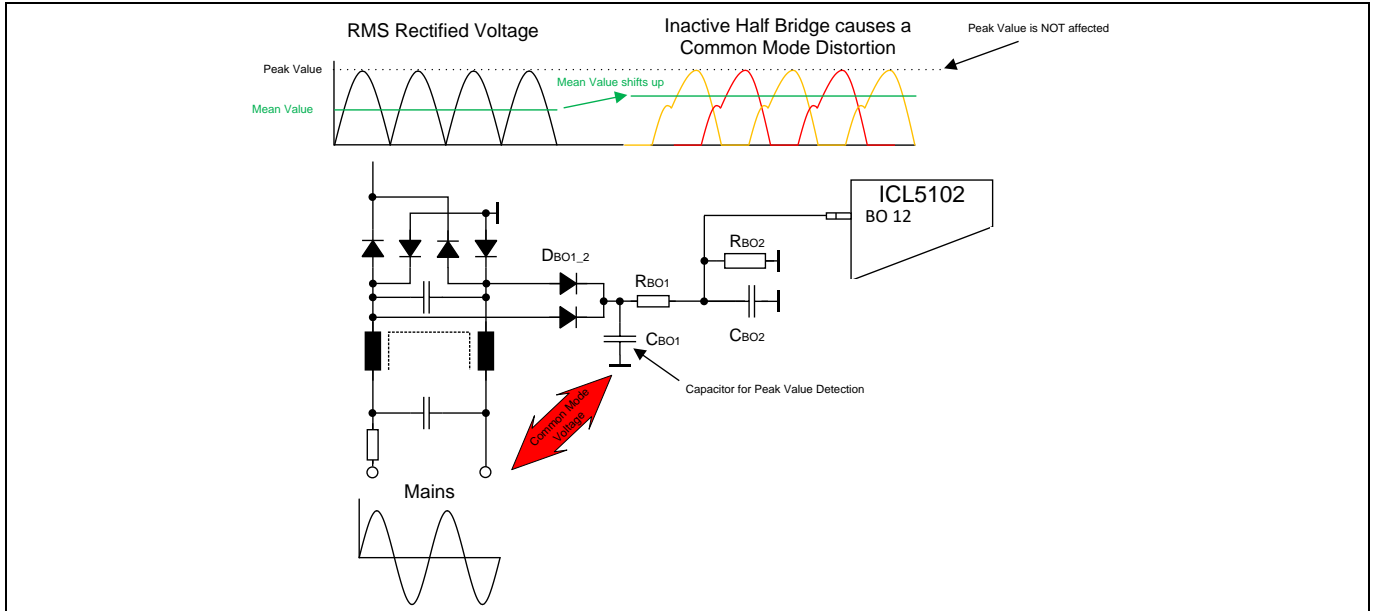 RMS Rectified Voltage
Inactive Half Bridge causes a
Common Mode Distortion
Peak Value is NOT affected
Peak Value
Mean Value shifts up
Mean Value
ICL5102
BO 12
DBO1_2
RBO2
RBO1
CBO1
CBO2
Capacitor for Peak Value Detection
Common Mode
Voltage
Mains